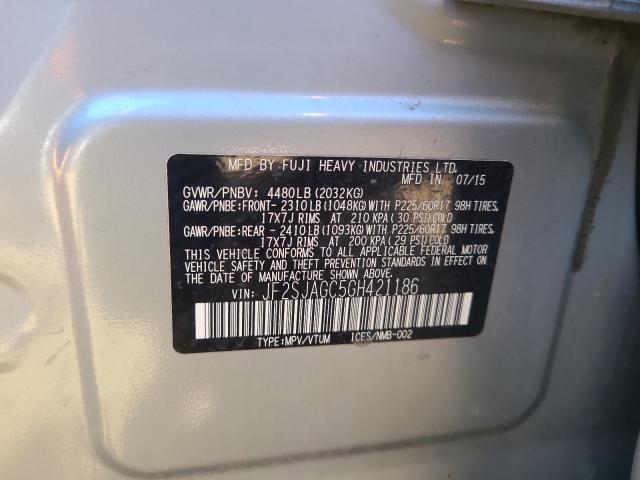 MFD BY FUJI HEAVY INDUSTRIES LTD.
MFD IN 07/15
GVWR/PNBV: 4480LB(2032KG)
GAWR/PNBE:FRONT- 2310LB(1048KG)WITH P225/60R17 98H TIRES,
17X7J RIMS AT 210 KPA(30 PSI)COLD
GAWR/PNBE:REAR - 2410LB(1093KG)WITH P225/60R17 98H TIRES,
17X7J RIMS AT 200 KPA(29 PSI)COLD
THIS VEHICLE CONFORMS TO ALL APPLICABLE FEDERAL MOTOR
VEHICLE SAFETY AND THEFT PREVENTION STANDARDS IN EFFECT ON
THE DATE OF MANUFACTURE SHOWN ABOVE.
VIN: JF2SJAGC5GH421186
TYPE:MPV/VTUM ICES/NMB-002